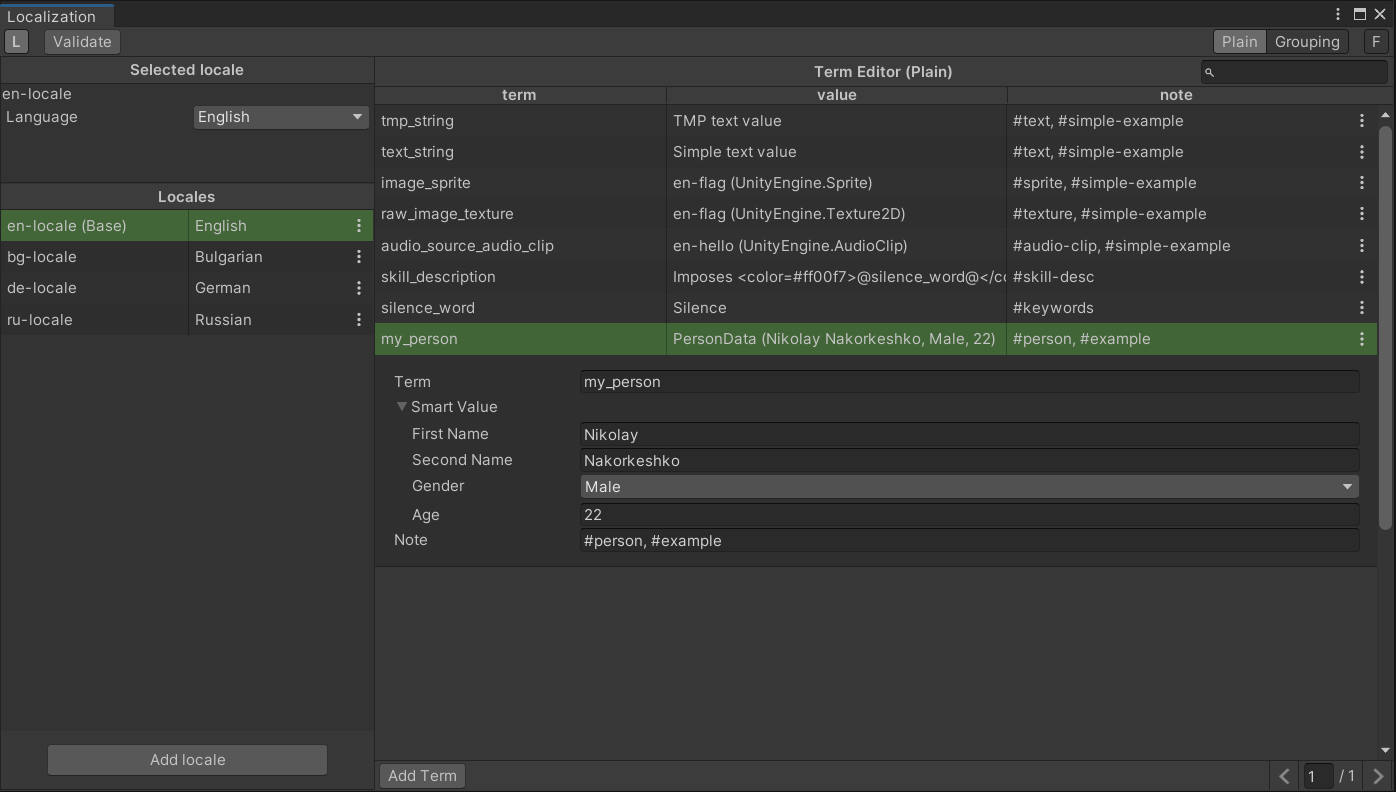 Localization
L Validate Plain Grouping F
Selected locale
en-locale
Language English
Locales
en-locale (Base) English
bg-locale Bulgarian
de-locale German
ru-locale Russian
Add locale
Term Editor (Plain)
term value note
tmp_string TMP text value #text, #simple-example
text_string Simple text value #text, #simple-example
image_sprite en-flag (UnityEngine.Sprite) #sprite, #simple-example
raw_image_texture en-flag (UnityEngine.Texture2D) #texture, #simple-example
audio_source_audio_clip en-hello (UnityEngine.AudioClip) #audio-clip, #simple-example
skill_description Imposes <color=#ff00f7>@silence_word@</co #skill-desc
silence_word Silence #keywords
my_person PersonData (Nikolay Nakorkeshko, Male, 22) #person, #example
Term my_person
Smart Value
First Name Nikolay
Second Name Nakorkeshko
Gender Male
Age 22
Note #person, #example
Add Term 1 / 1